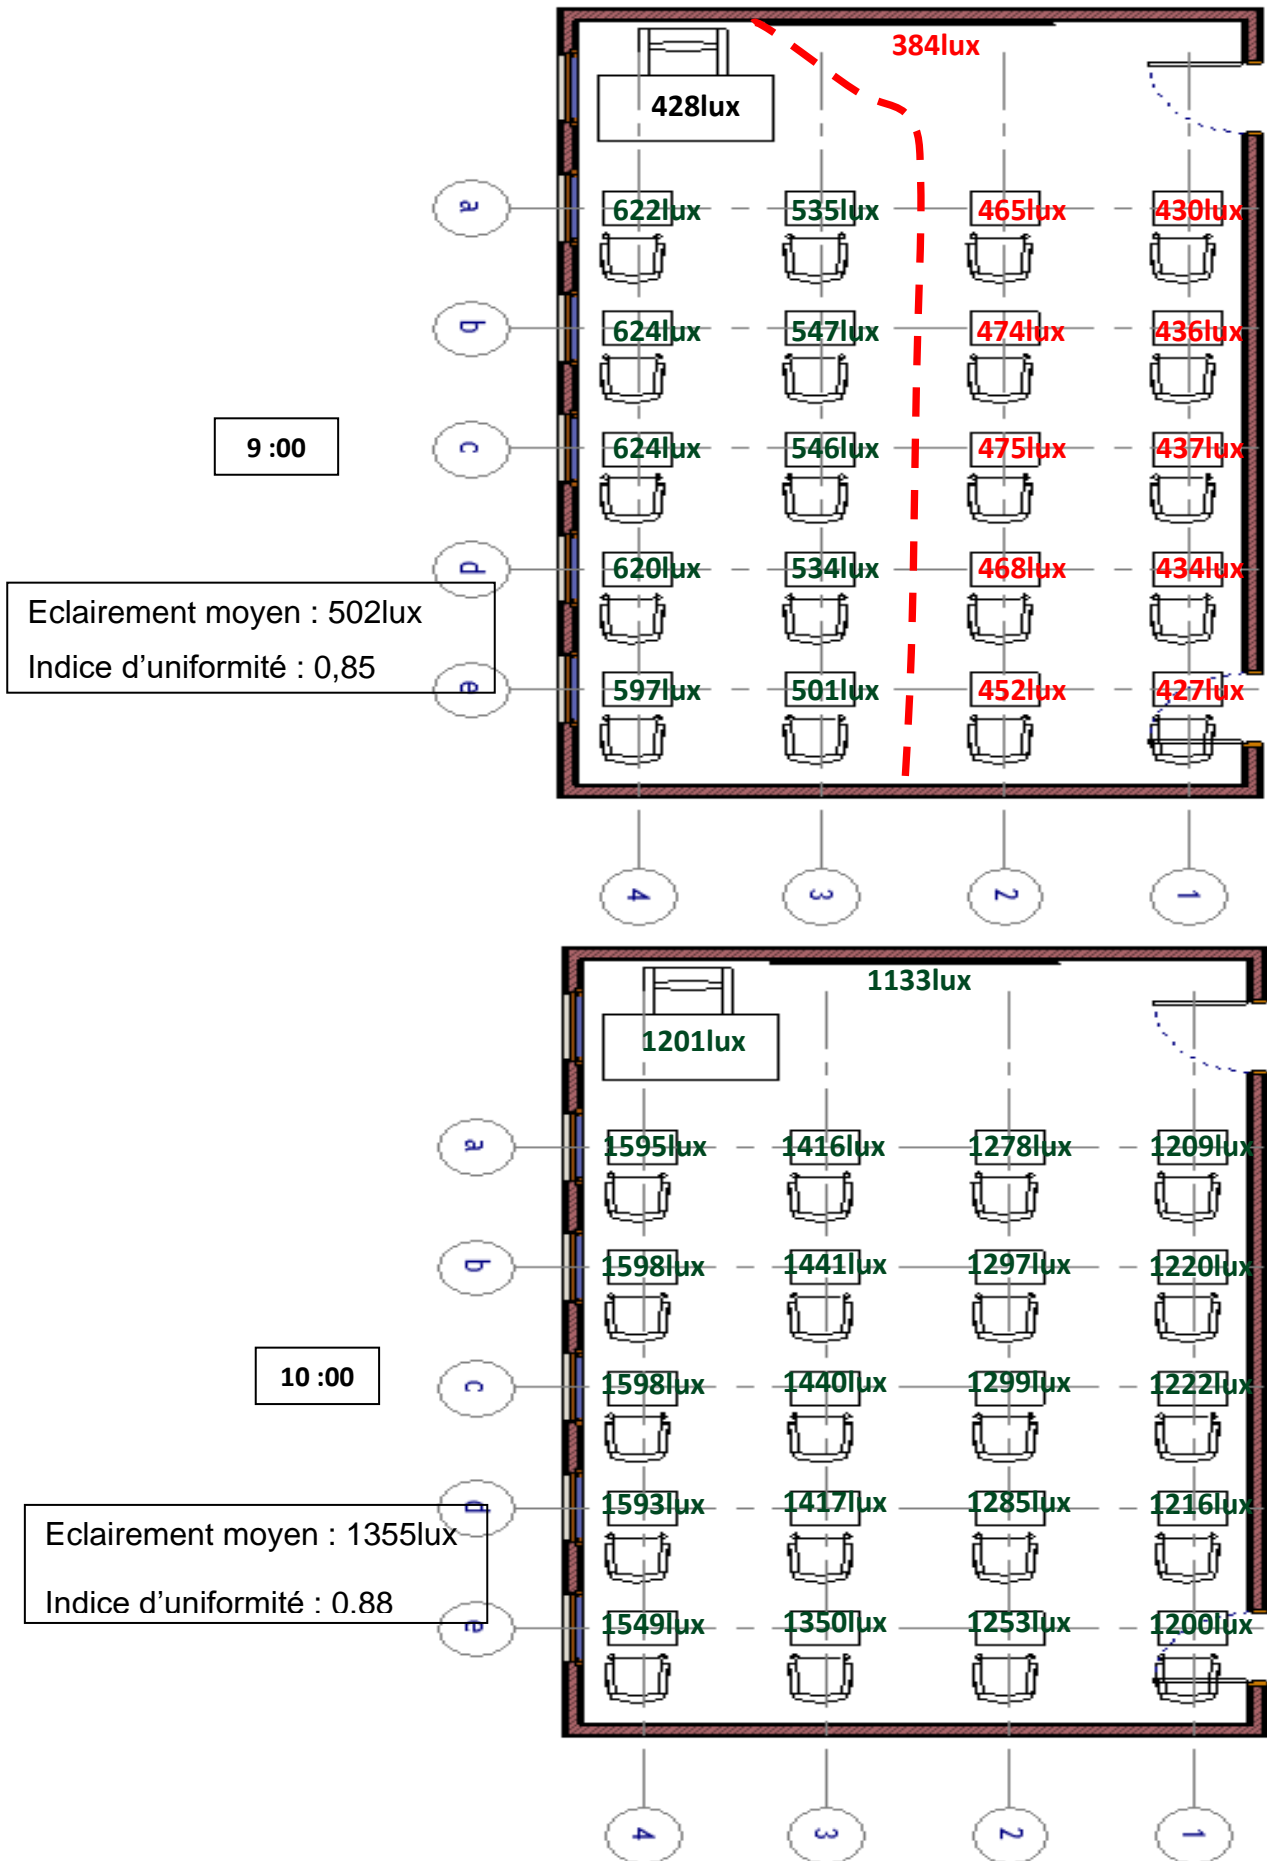 384lux
428lux
a 622lux 535lux 465lux 430lux
b 624lux 547lux 474lux 436lux
9 :00
c 624lux 546lux 475lux 437lux
d 620lux 534lux 468lux 434lux
Eclairement moyen : 502lux
Indice d’uniformité : 0,85
e 597lux 501lux 452lux 427lux
4 3 2 1
1133lux
1201lux
a 1595lux 1416lux 1278lux 1209lux
b 1598lux 1441lux 1297lux 1220lux
10 :00
c 1598lux 1440lux 1299lux 1222lux
d 1593lux 1417lux 1285lux 1216lux
Eclairement moyen : 1355lux
Indice d’uniformité : 0.88
e 1549lux 1350lux 1253lux 1200lux
4 3 2 1